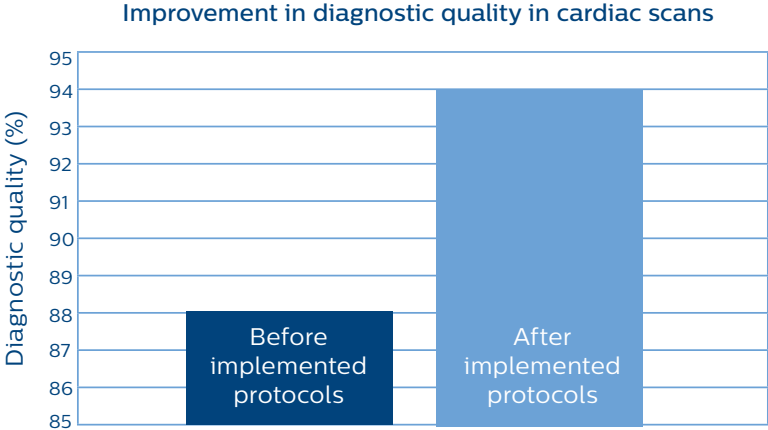 Improvement in diagnostic quality in cardiac scans
Diagnostic quality (%)
95
94
93
92
91
90
89
88
87
86
85
Before
implemented
protocols
After
implemented
protocols